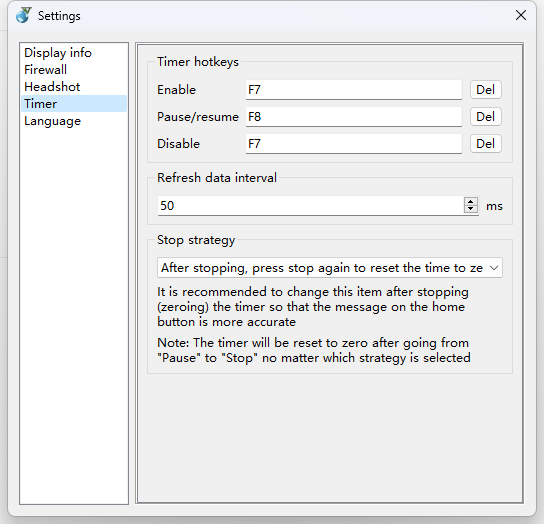 Settings
Display info
Firewall
Headshot
Timer
Language
Timer hotkeys
Enable F7 Del
Pause/resume F8 Del
Disable F7 Del
Refresh data interval
50 ms
Stop strategy
After stopping, press stop again to reset the time to ze
It is recommended to change this item after stopping
(zeroing) the timer so that the message on the home
button is more accurate
Note: The timer will be reset to zero after going from
"Pause" to "Stop" no matter which strategy is selected